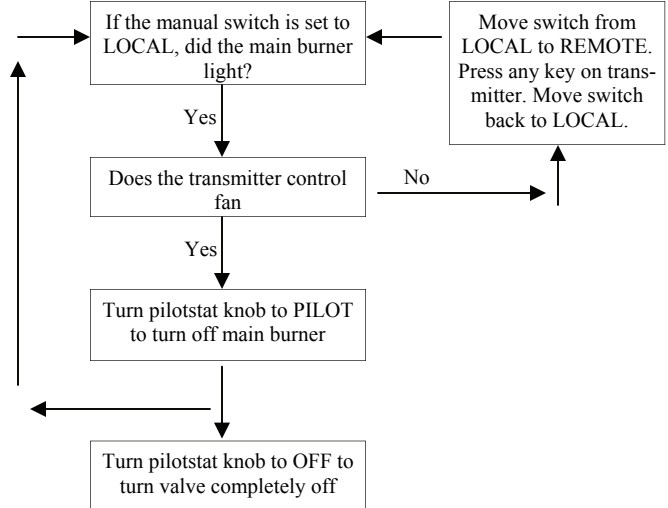 If the manual switch is set to
LOCAL, did the main burner
light?
Move switch from
LOCAL to REMOTE.
Press any key on trans-
mitter. Move switch
back to LOCAL.
Yes
Does the transmitter control
fan
No
Yes
Turn pilotstat knob to PILOT
to turn off main burner
Turn pilotstat knob to OFF to
turn valve completely off